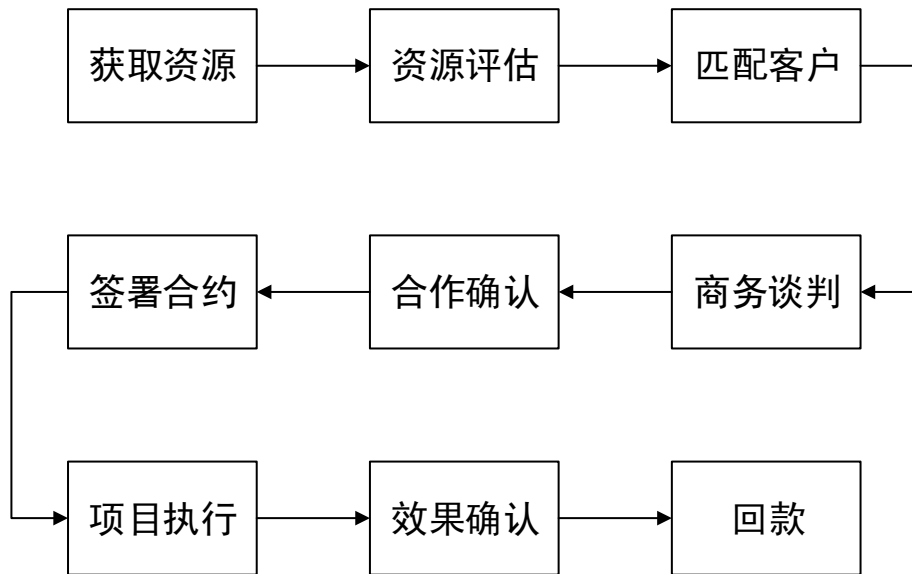 获取资源
资源评估
匹配客户
商务谈判
合作确认
签署合约
项目执行
效果确认
回款